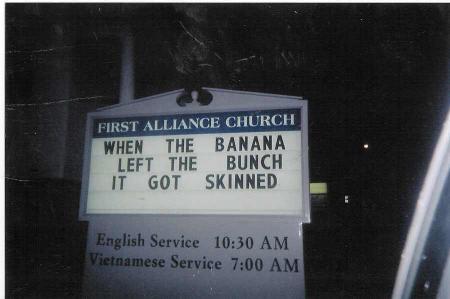 FIRST ALLIANCE CHURCH
WHEN THE BANANA
LEFT THE BUNCH
IT GOT SKINNED
English Service 10:30 AM
Vietnamese Service 7:00 AM